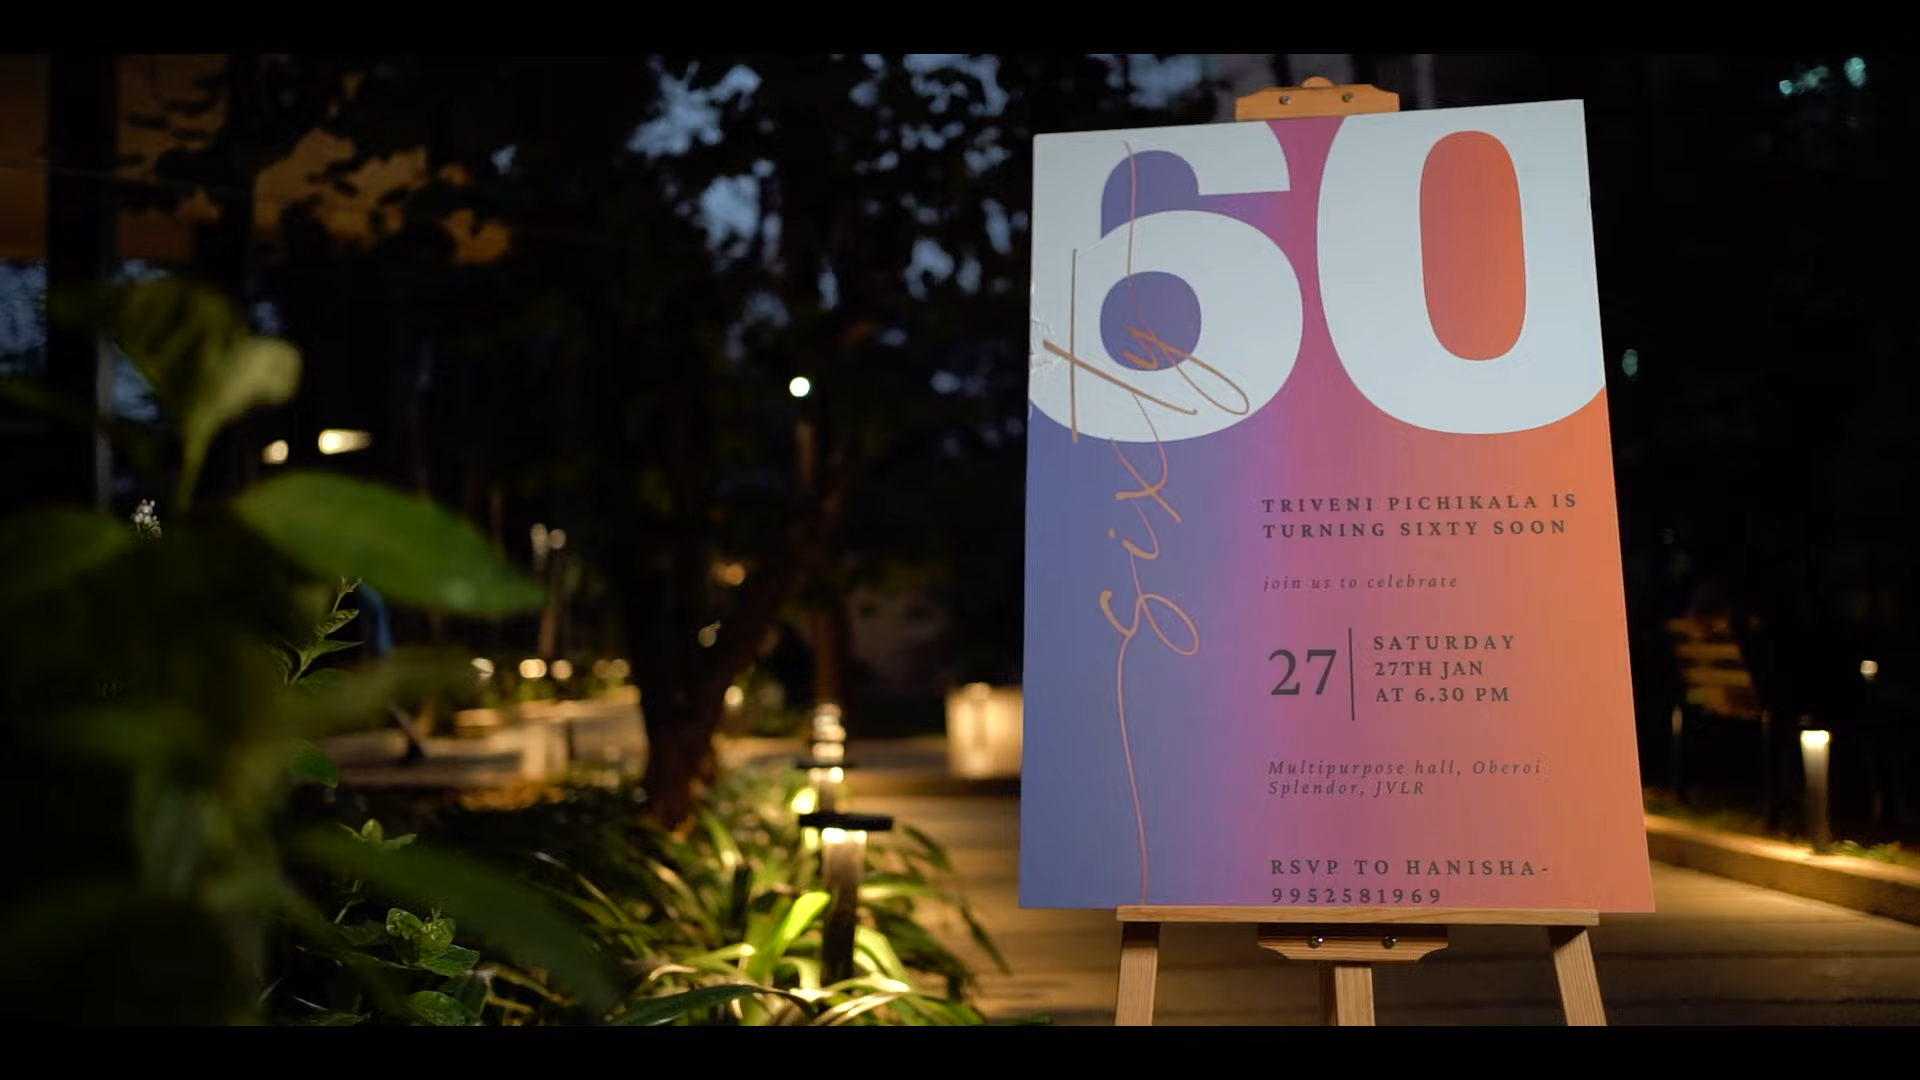 60
sixty
TRIVENI PICHIKALA IS
TURNING SIXTY SOON
join us to celebrate
27
SATURDAY
27TH JAN
AT 6.30 PM
Multipurpose hall, Oberoi
Splendor, JVLR
RSVP TO HANISHA-
9952581969